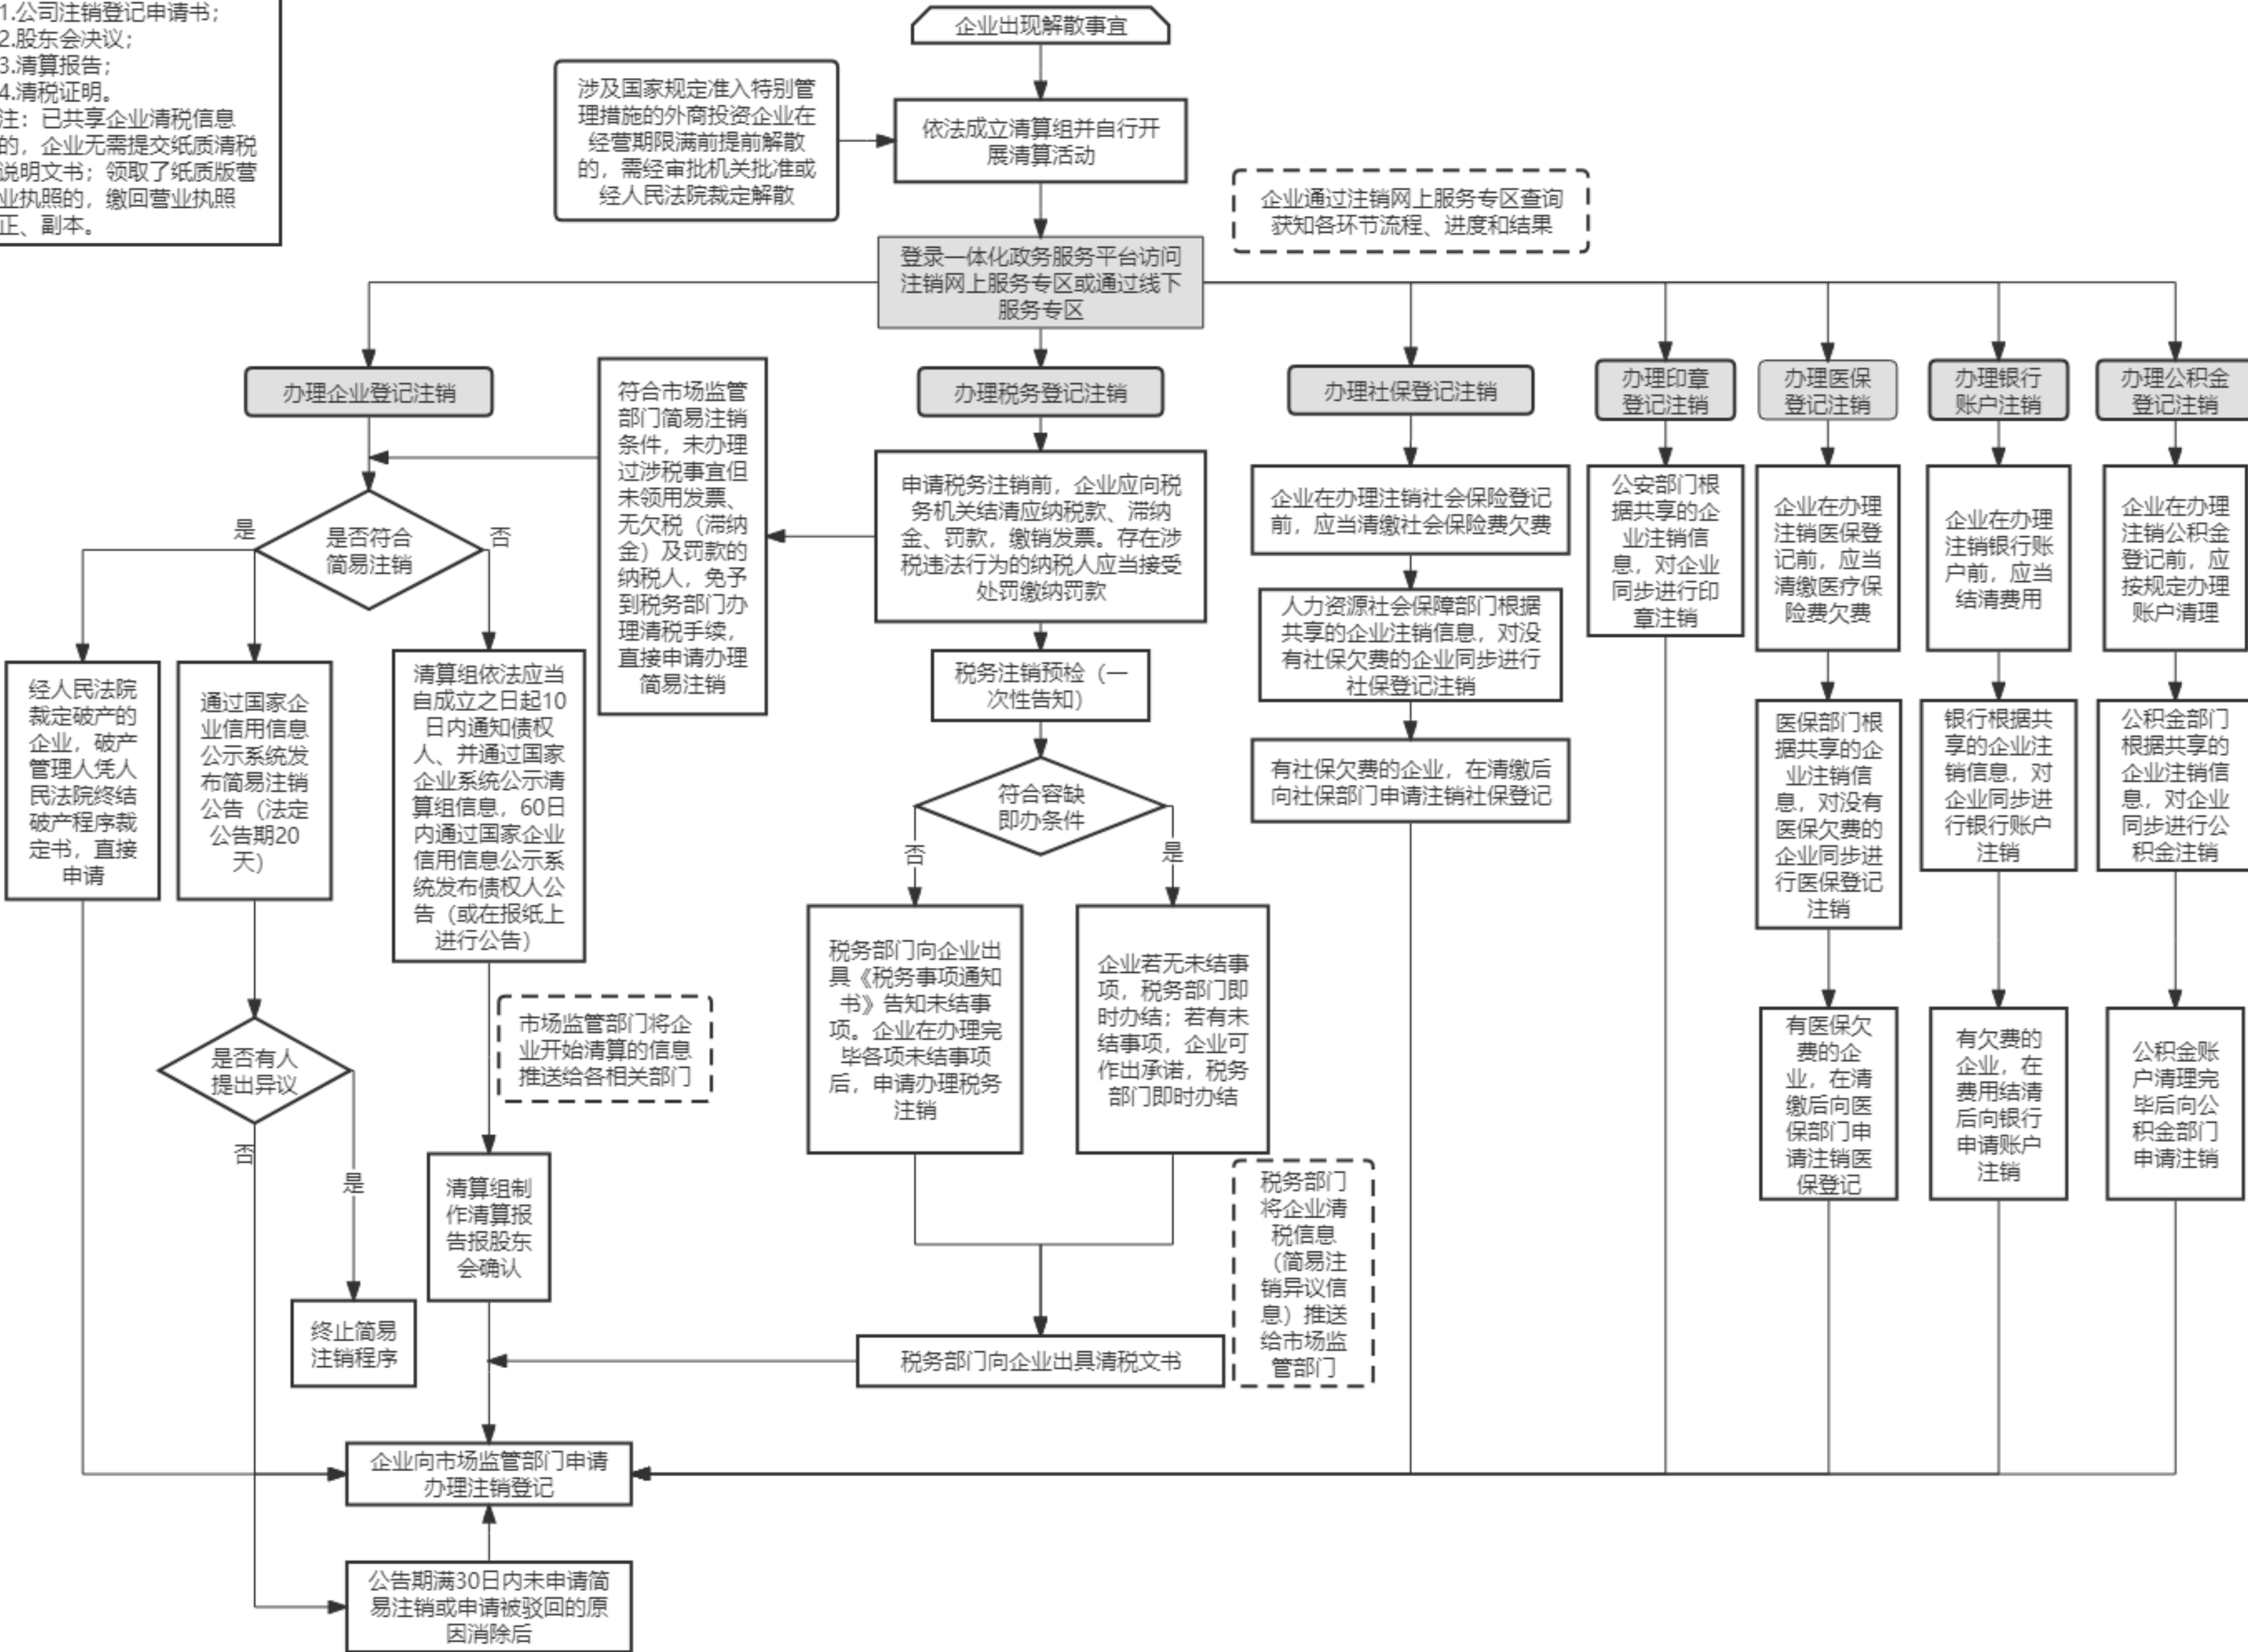 1.公司注销登记申请书；
2.股东会决议；
3.清算报告；
4.清税证明。
注：已共享企业清税信息
的，企业无需提交纸质清税
说明文书；领取了纸质版营
业执照的，缴回营业执照
正、副本。
企业出现解散事宜
涉及国家规定准入特别管
理措施的外商投资企业在
经营期限满前提前解散
的，需经审批机关批准或
经人民法院裁定解散
依法成立清算组并自行开
展清算活动
企业通过注销网上服务专区查询
获知各环节流程、进度和结果
登录一体化政务服务平台访问
注销网上服务专区或通过线下
服务专区
办理企业登记注销
符合市场监管
部门简易注销
条件，未办理
过涉税事宜但
未领用发票、
无欠税（滞纳
金）及罚款的
纳税人，免予
到税务部门办
理清税手续，
直接申请办理
简易注销
办理税务登记注销
办理社保登记注销
办理印章
登记注销
办理医保
登记注销
办理银行
账户注销
办理公积金
登记注销
是
是否符合
简易注销
否
申请税务注销前，企业应向税
务机关结清应纳税款、滞纳
金、罚款，缴销发票。存在涉
税违法行为的纳税人应当接受
处罚缴纳罚款
企业在办理注销社会保险登记
前，应当清缴社会保险费欠费
公安部门根
据共享的企
业注销信
息，对企业
同步进行印
章注销
企业在办理
注销医保登
记前，应当
清缴医疗保
险费欠费
企业在办理
注销银行账
户前，应当
结清费用
企业在办理
注销公积金
登记前，应
按规定办理
账户清理
人力资源社会保障部门根据
共享的企业注销信息，对没
有社保欠费的企业同步进行
社保登记注销
经人民法院
裁定破产的
企业，破产
管理人凭人
民法院终结
破产程序裁
定书，直接
申请
通过国家企
业信用信息
公示系统发
布简易注销
公告（法定
公告期20
天）
清算组依法应当
自成立之日起10
日内通知债权
人、并通过国家
企业系统公示清
算组信息，60日
内通过国家企业
信用信息公示系
统发布债权人公
告（或在报纸上
进行公告）
税务注销预检（一
次性告知）
有社保欠费的企业，在清缴后
向社保部门申请注销社保登记
医保部门根
据共享的企
业注销信
息，对没有
医保欠费的
企业同步进
行医保登记
注销
银行根据共
享的企业注
销信息，对
企业同步进
行银行账户
注销
公积金部门
根据共享的
企业注销信
息，对企业
同步进行公
积金注销
符合容缺
即办条件
否
是
税务部门向企业出
具《税务事项通知
书》告知未结事
项。企业在办理完
毕各项未结事项
后，申请办理税务
注销
企业若无未结事
项，税务部门即
时办结；若有未
结事项，企业可
作出承诺，税务
部门即时办结
是否有人
提出异议
否
是
市场监管部门将企
业开始清算的信息
推送给各相关部门
有医保欠
费的企
业，在清
缴后向医
保部门申
请注销医
保登记
有欠费的
企业，在
费用结清
后向银行
申请账户
注销
公积金账
户清理完
毕后向公
积金部门
申请注销
清算组制
作清算报
告报股东
会确认
税务部门
将企业清
税信息
（简易注
销异议信
息）推送
给市场监
管部门
终止简易
注销程序
税务部门向企业出具清税文书
企业向市场监管部门申请
办理注销登记
公告期满30日内未申请简
易注销或申请被驳回的原
因消除后